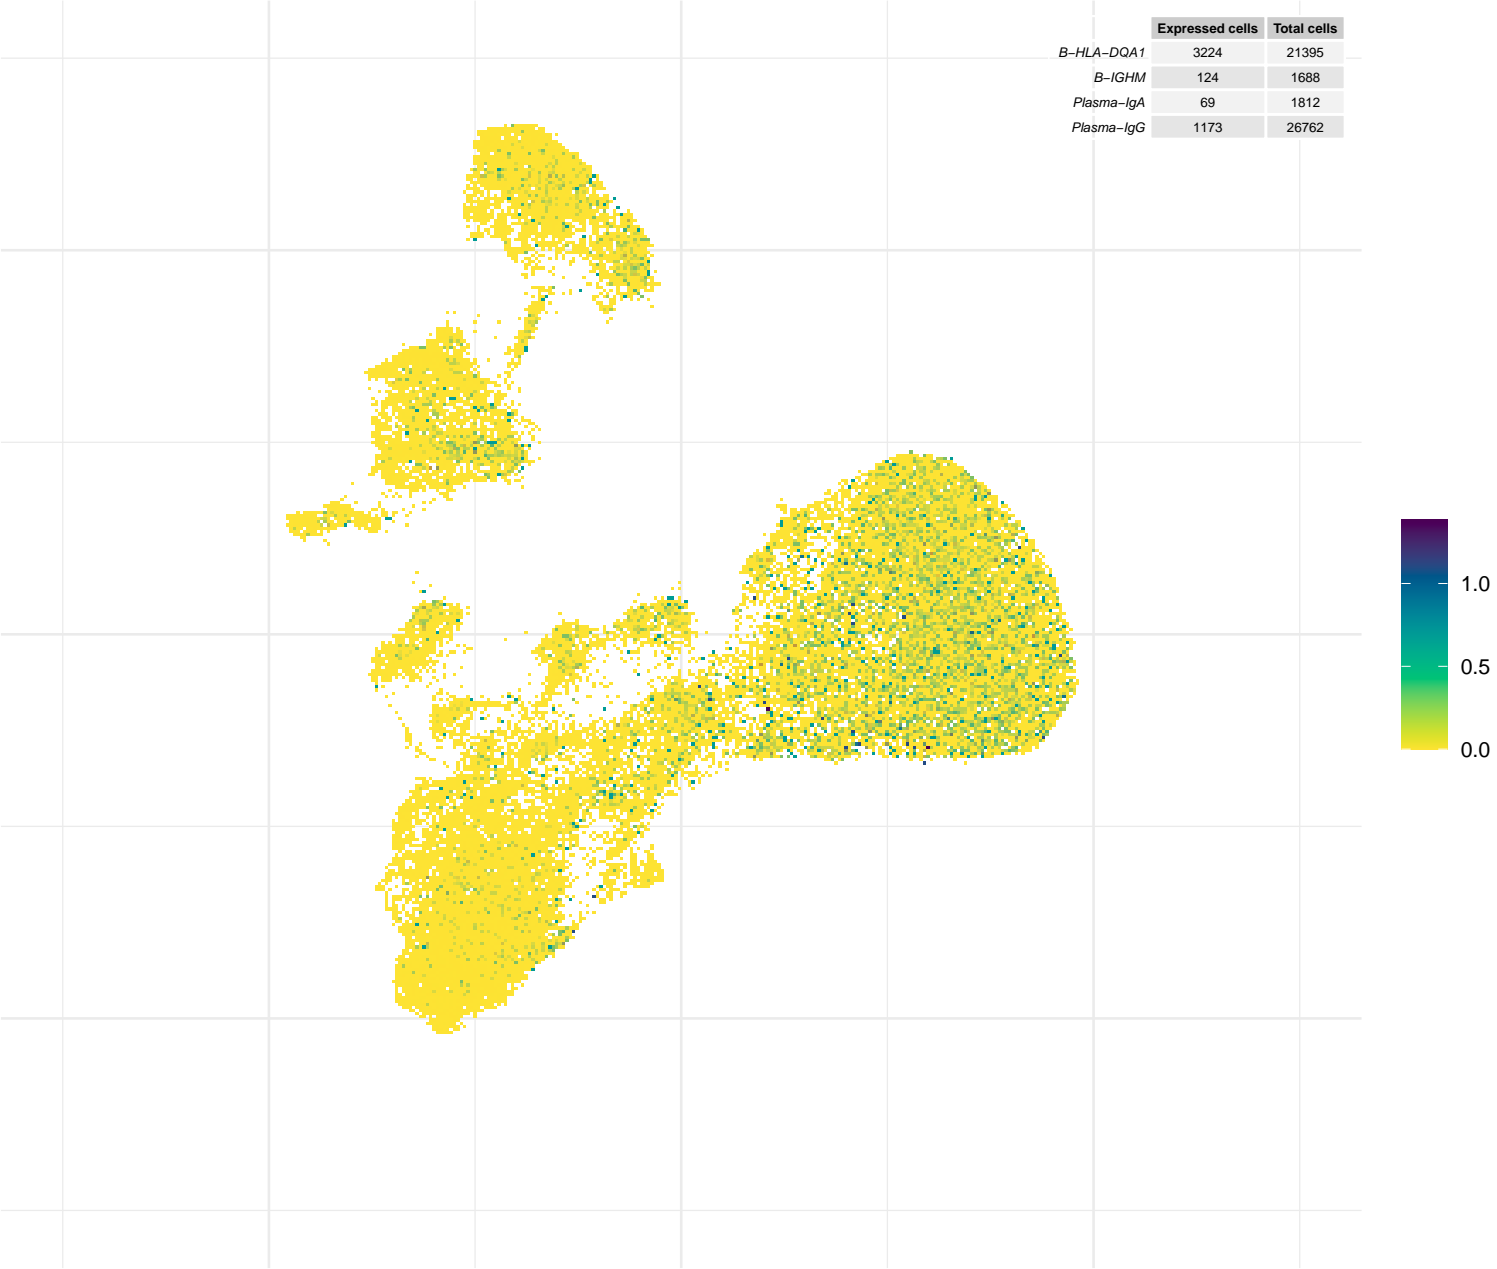 Expressed cells Total cells
B−HLA−DQA1 3224 21395
B−IGHM 124 1688
Plasma−IgA 69 1812
Plasma−IgG 1173 26762
1.0
0.5
0.0